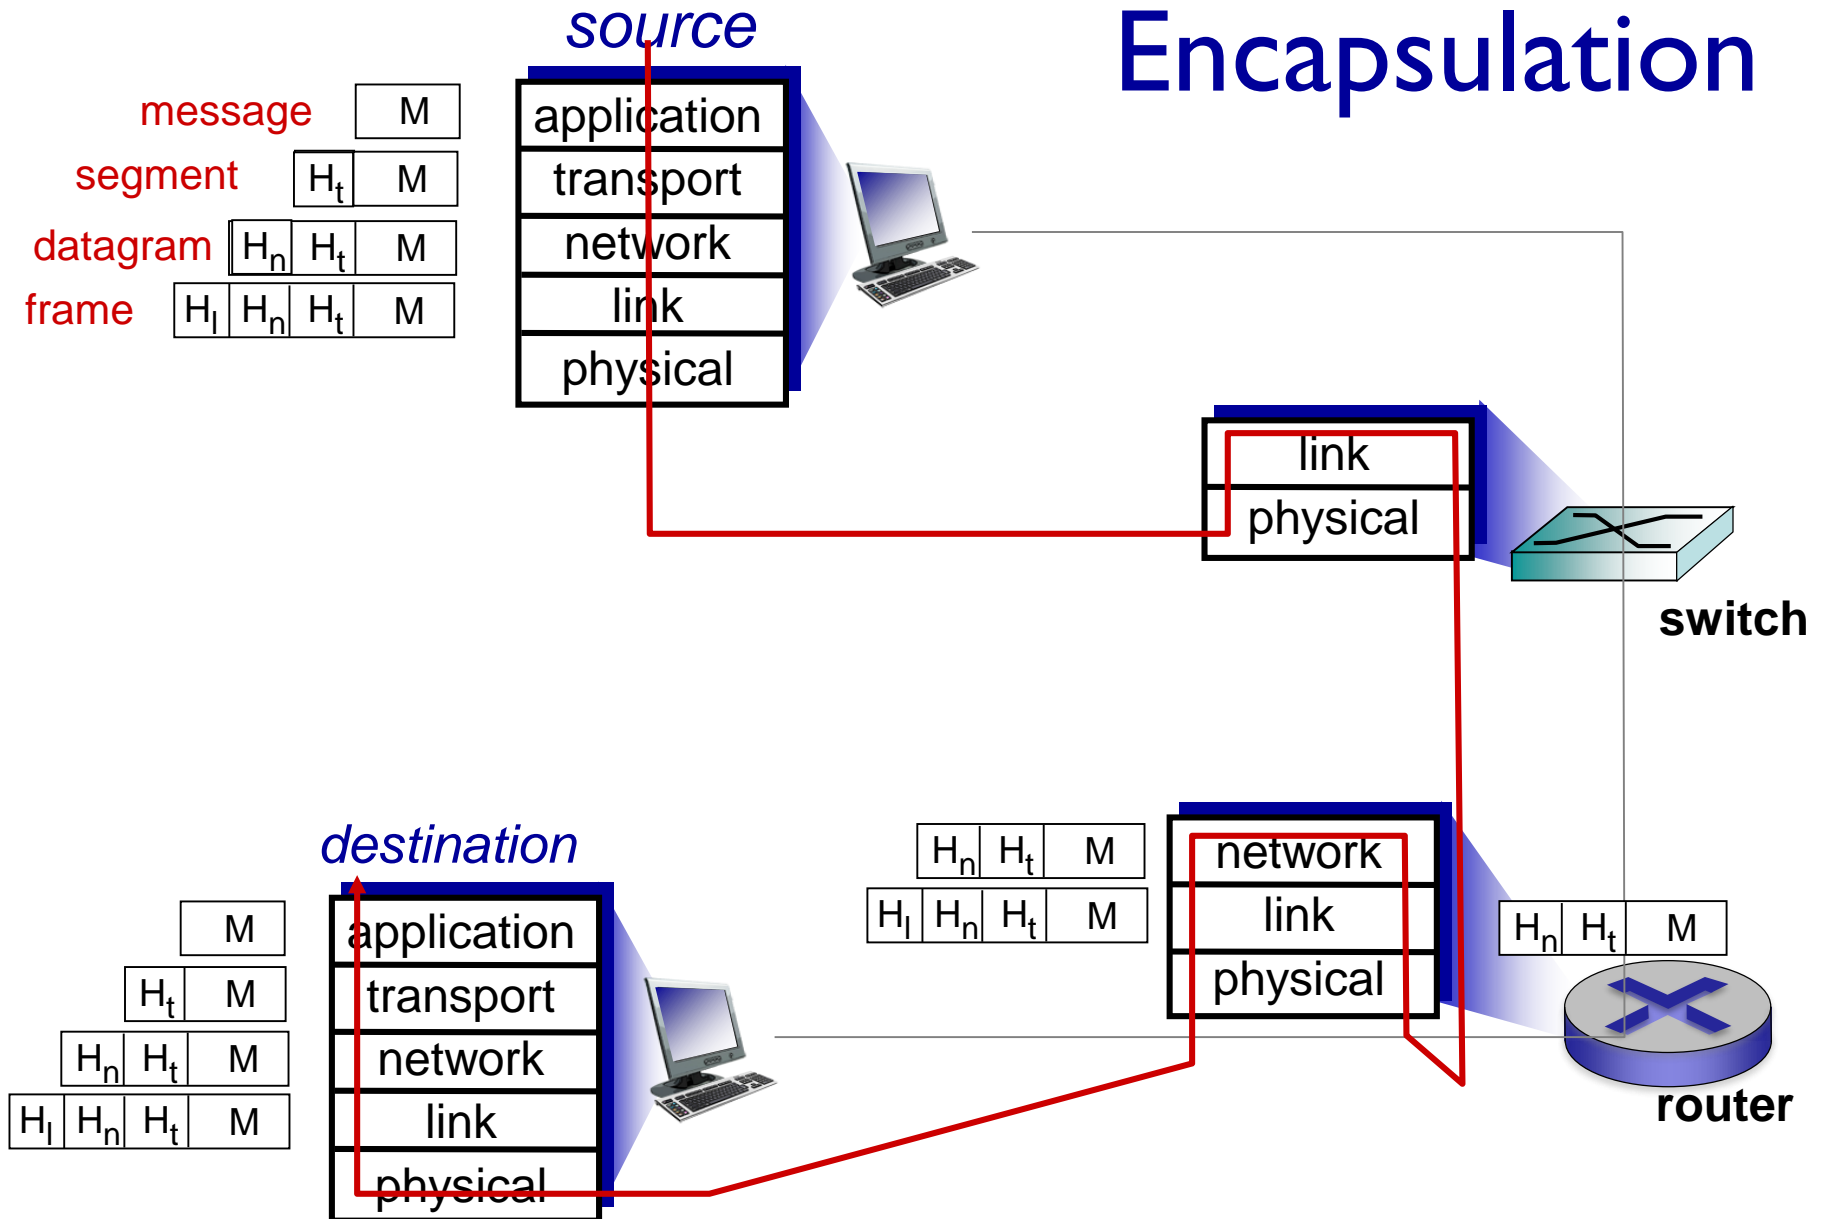 Encapsulation
source
message M
segment Ht M
datagram Hn Ht M
frame Hl Hn Ht M
application
transport
network
link
physical
link
physical
switch
destination
M
Ht M
Hn Ht M
Hl Hn Ht M
application
transport
network
link
physical
Hn Ht M
Hl Hn Ht M
network
link
physical
Hn Ht M
router